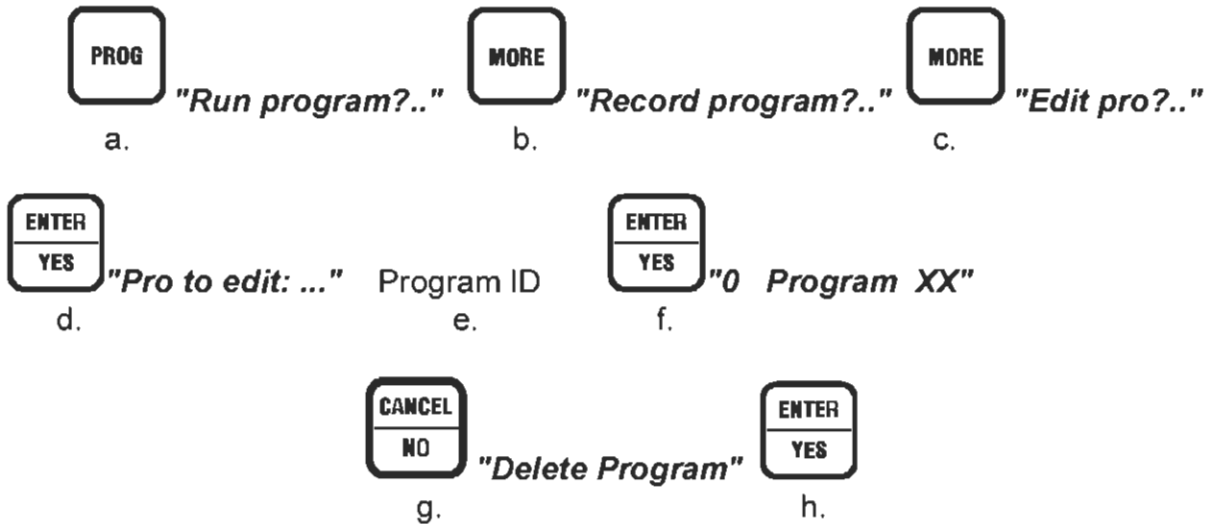 PROG "Run program?.." MORE "Record program?.." MORE "Edit pro?.."
a. b. c.
ENTER
YES "Pro to edit: ..." Program ID ENTER
YES "0 Program XX"
d. e. f.
CANCEL
NO "Delete Program" ENTER
YES
g. h.